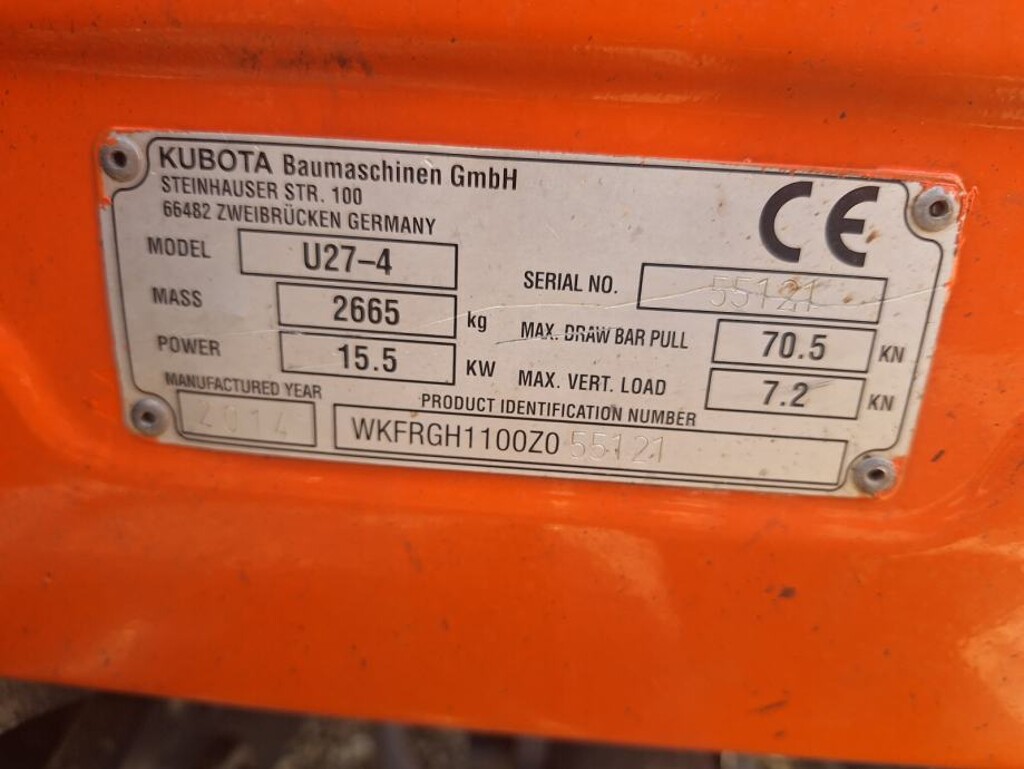 KUBOTA Baumaschinen GmbH
STEINHAUSER STR. 100
66482 ZWEIBRÜCKEN GERMANY
CE
MODEL U27-4
SERIAL NO. 55121
MASS 2665 kg
MAX. DRAW BAR PULL 70.5 KN
POWER 15.5 KW
MAX. VERT. LOAD 7.2 KN
MANUFACTURED YEAR
2014
PRODUCT IDENTIFICATION NUMBER
WKFRGH1100Z055121